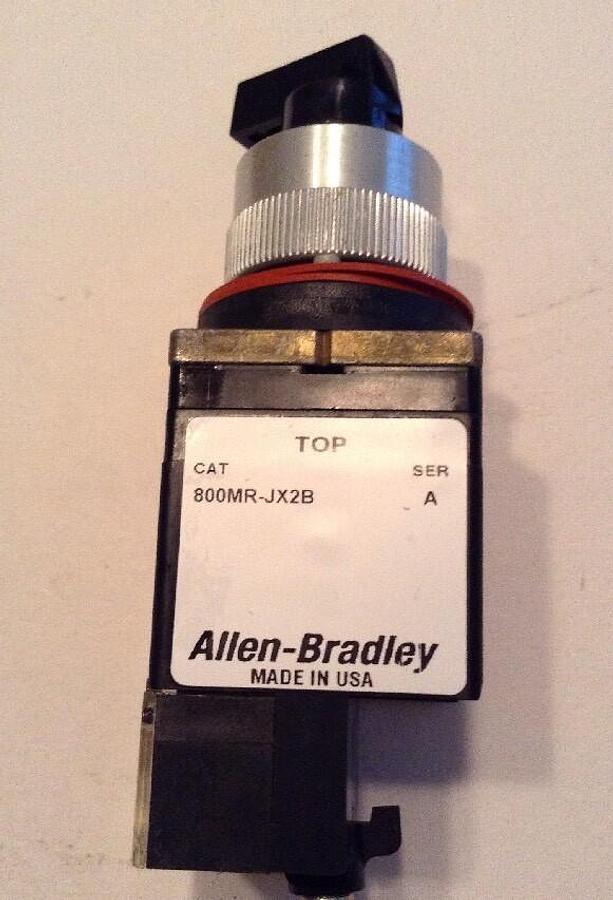 TOP
CAT SER
800MR-JX2B A
Allen-Bradley
MADE IN USA